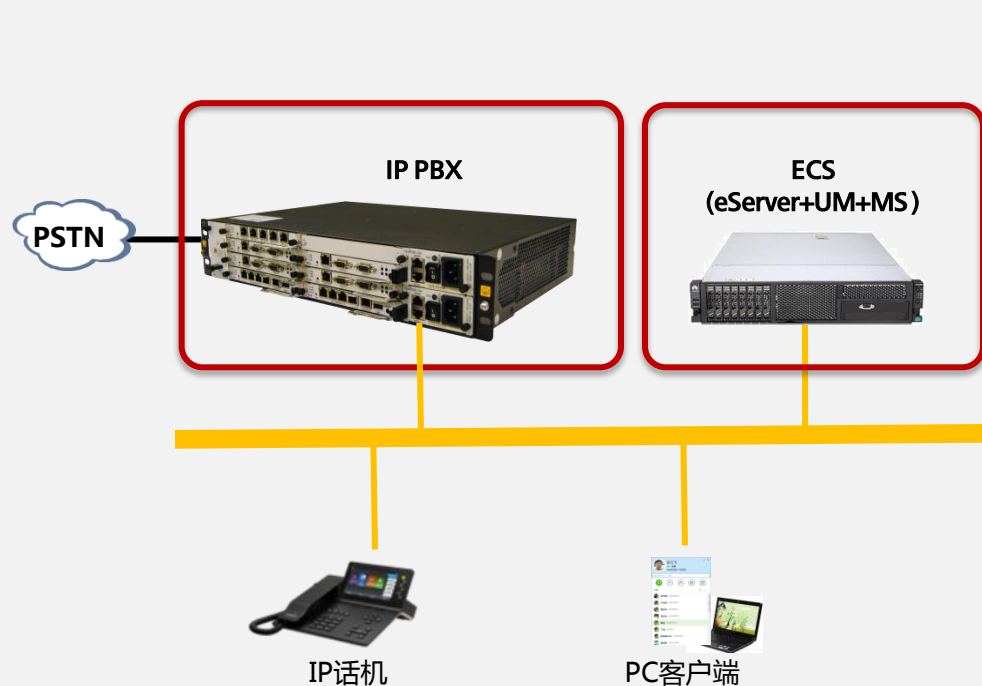 IP PBX
ECS
（eServer+UM+MS）
PSTN
IP话机
PC客户端